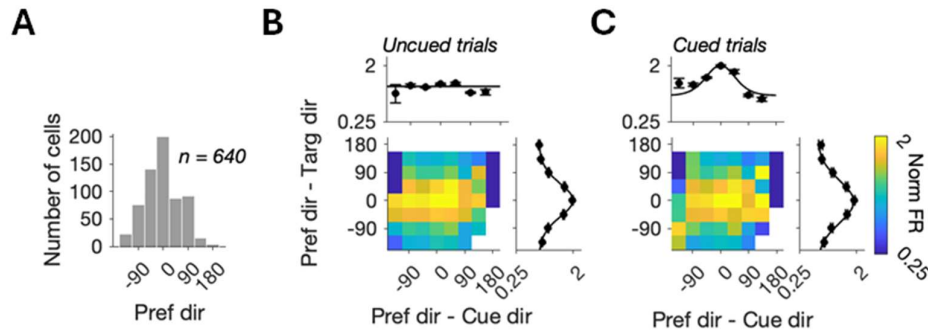 A
Number of cells
200
150
100
50
0
n = 640
-90
0
90
180
Pref dir
B
Uncued trials
2
0.25
Pref dir - Targ dir
180
90
0
-90
-90
0
90
180
0.25
2
Pref dir - Cue dir
C
Cued trials
2
0.25
180
90
0
-90
-90
0
90
180
0.25
2
Pref dir - Cue dir
2
Norm FR
0.25